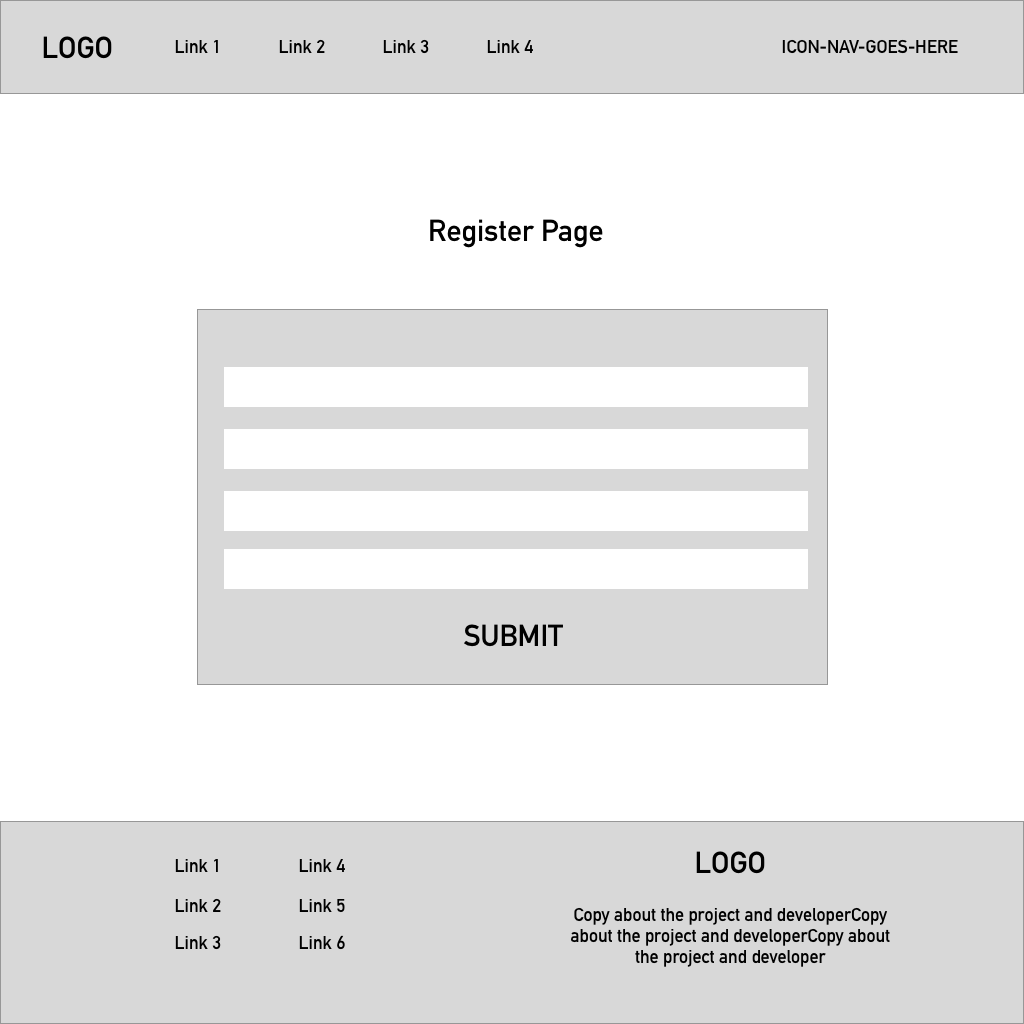 LOGO
Link 1
Link 2
Link 3
Link 4
ICON-NAV-GOES-HERE
Register Page
SUBMIT
Link 1
Link 4
Link 2
Link 5
Link 3
Link 6
LOGO
Copy about the project and developerCopy
about the project and developerCopy about
the project and developer